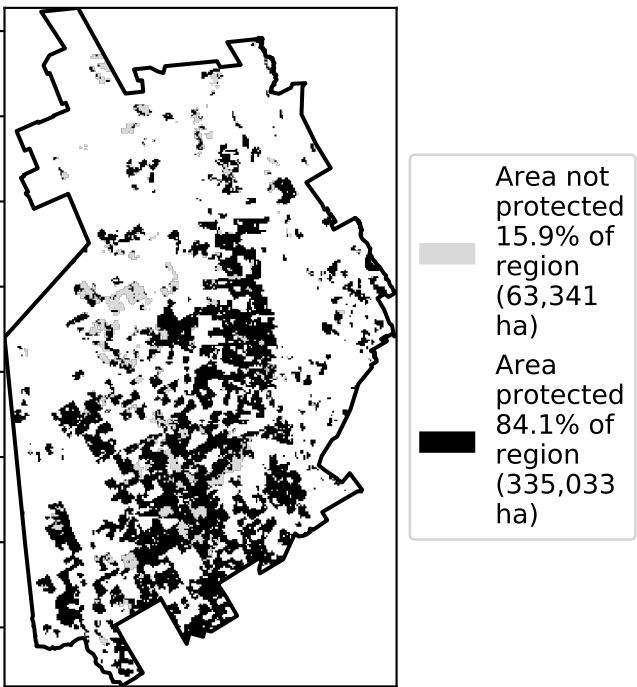 Area not
protected
15.9% of
region
(63,341
ha)
Area
protected
84.1% of
region
(335,033
ha)